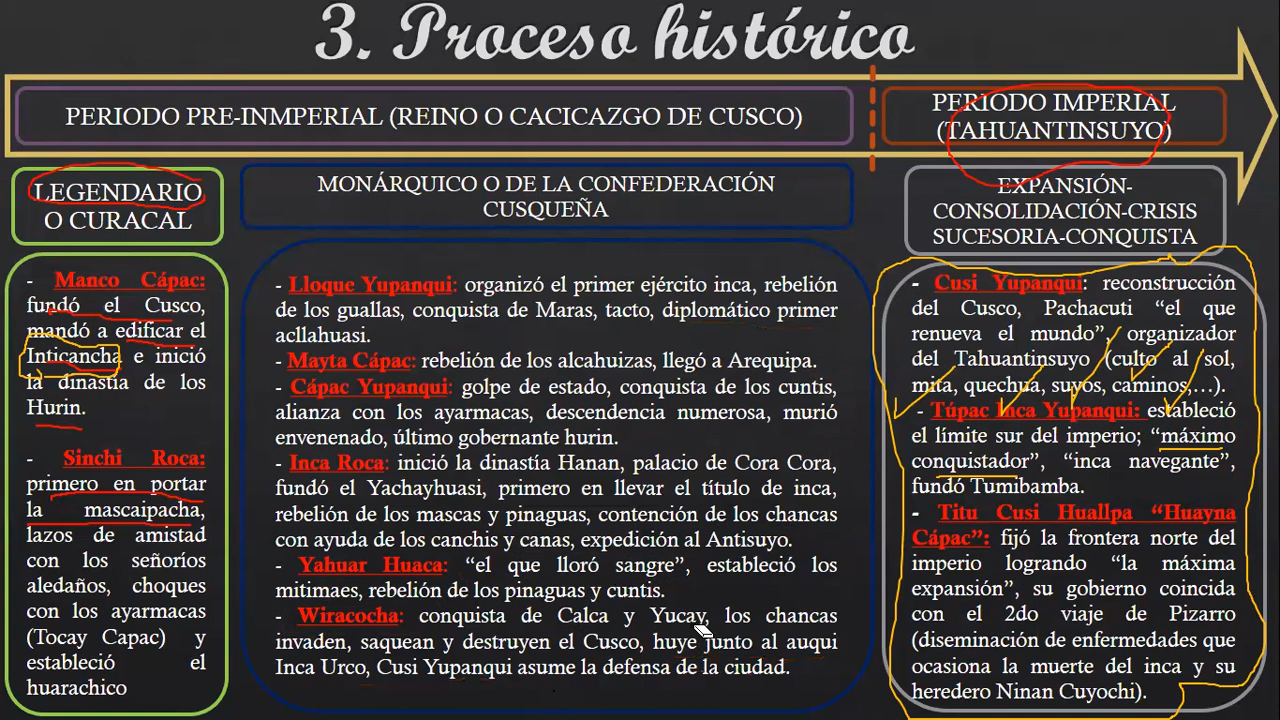 3. Proceso histórico
PERIODO PRE-INMPERIAL (REINO O CACICAZGO DE CUSCO)
PERIODO IMPERIAL
(TAHUANTINSUYO)
LEGENDARIO
O CURACAL
MONÁRQUICO O DE LA CONFEDERACIÓN
CUSQUEÑA
EXPANSIÓN-
CONSOLIDACIÓN-CRISIS
SUCESORIA-CONQUISTA
- Manco Cápac:
fundó el Cusco,
mandó a edificar el
Inticancha e inició
la dinastía de los
Hurin.
- Sinchi Roca:
primero en portar
la mascaipacha,
lazos de amistad
con los señoríos
aledaños, choques
con los ayarmacas
(Tocay Capac) y
estableció el
huarachico
- Lloque Yupanqui: organizó el primer ejército inca, rebelión
de los guallas, conquista de Maras, tacto, diplomático primer
acllahuasi.
- Mayta Cápac: rebelión de los alcahuizas, llegó a Arequipa.
- Cápac Yupanqui: golpe de estado, conquista de los cuntis,
alianza con los ayarmacas, descendencia numerosa, murió
envenenado, último gobernante hurin.
- Inca Roca: inició la dinastía Hanan, palacio de Cora Cora,
fundó el Yachayhuasi, primero en llevar el título de inca,
rebelión de los mascas y pinaguas, contención de los chancas
con ayuda de los canchis y canas, expedición al Antisuyo.
- Yahuar Huaca: “el que lloró sangre”, estableció los
mitimaes, rebelión de los pinaguas y cuntis.
- Wiracocha: conquista de Calca y Yucay, los chancas
invaden, saquean y destruyen el Cusco, huye junto al auqui
Inca Urco, Cusi Yupanqui asume la defensa de la ciudad.
- Cusi Yupanqui: reconstrucción
del Cusco, Pachacuti “el que
renueva el mundo”, organizador
del Tahuantinsuyo (culto al sol,
mita, quechua, suyos, caminos,…).
- Túpac Inca Yupanqui: estableció
el límite sur del imperio; “máximo
conquistador”, “inca navegante”,
fundó Tumibamba.
- Titu Cusi Huallpa “Huayna
Cápac”: fijó la frontera norte del
imperio logrando “la máxima
expansión”, su gobierno coincida
con el 2do viaje de Pizarro
(diseminación de enfermedades que
ocasiona la muerte del inca y su
heredero Ninan Cuyochi).